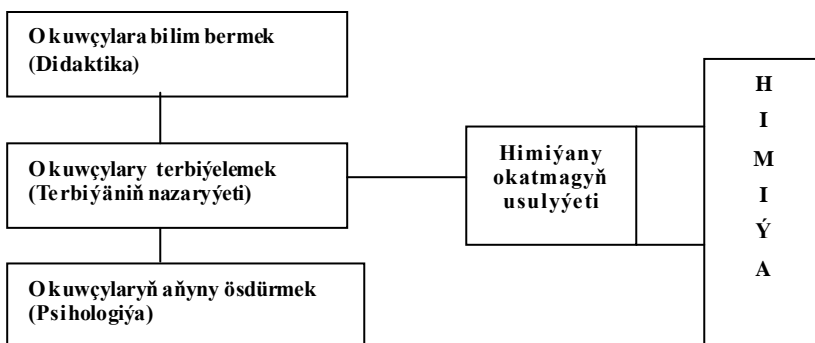 Okuwçylara bilim bermek
(Didaktika)
Okuwçylary terbiýelemek
(Terbiýäniň nazaryýeti)
Okuwçylaryň aňyny ösdürmek
(Psihologiýa)
Himiýany
okatmagyň
usulyýeti
H
I
M
I
Ý
A